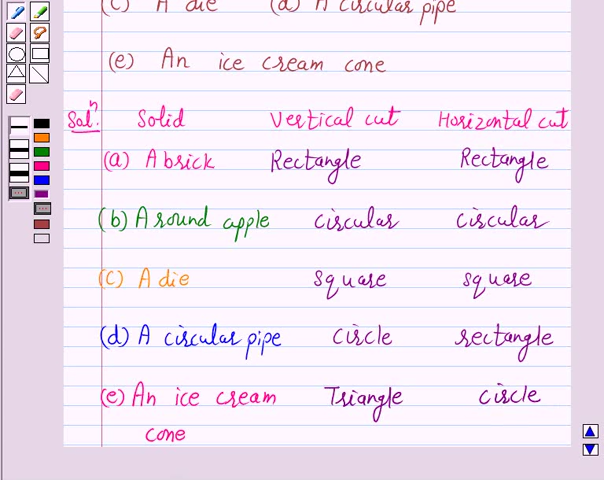 (c) A die (d) A circular pipe
(e) An ice cream cone
Solⁿ. Solid Vertical cut Horizontal cut
(a) A brick Rectangle Rectangle
(b) A round apple circular circular
(c) A die square square
(d) A circular pipe circle rectangle
(e) An ice cream Triangle circle
cone